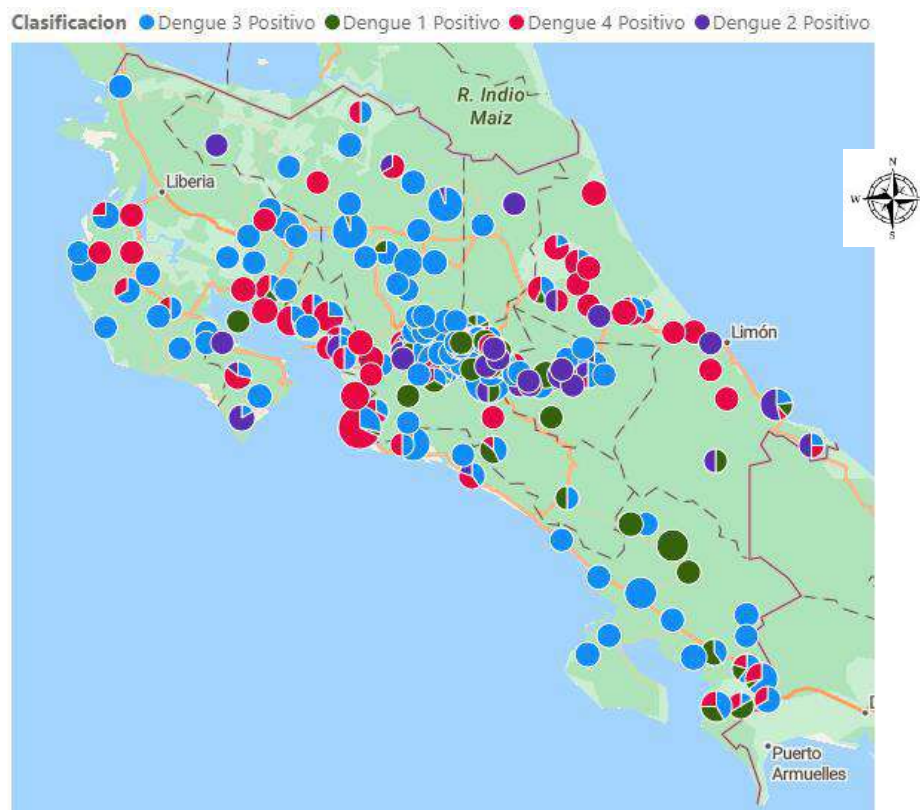 Clasificacion Dengue 3 Positivo Dengue 1 Positivo Dengue 4 Positivo Dengue 2 Positivo
R. Indio
Maiz
N
W E
S
Liberia
Limón
D
Puerto
Armuelles